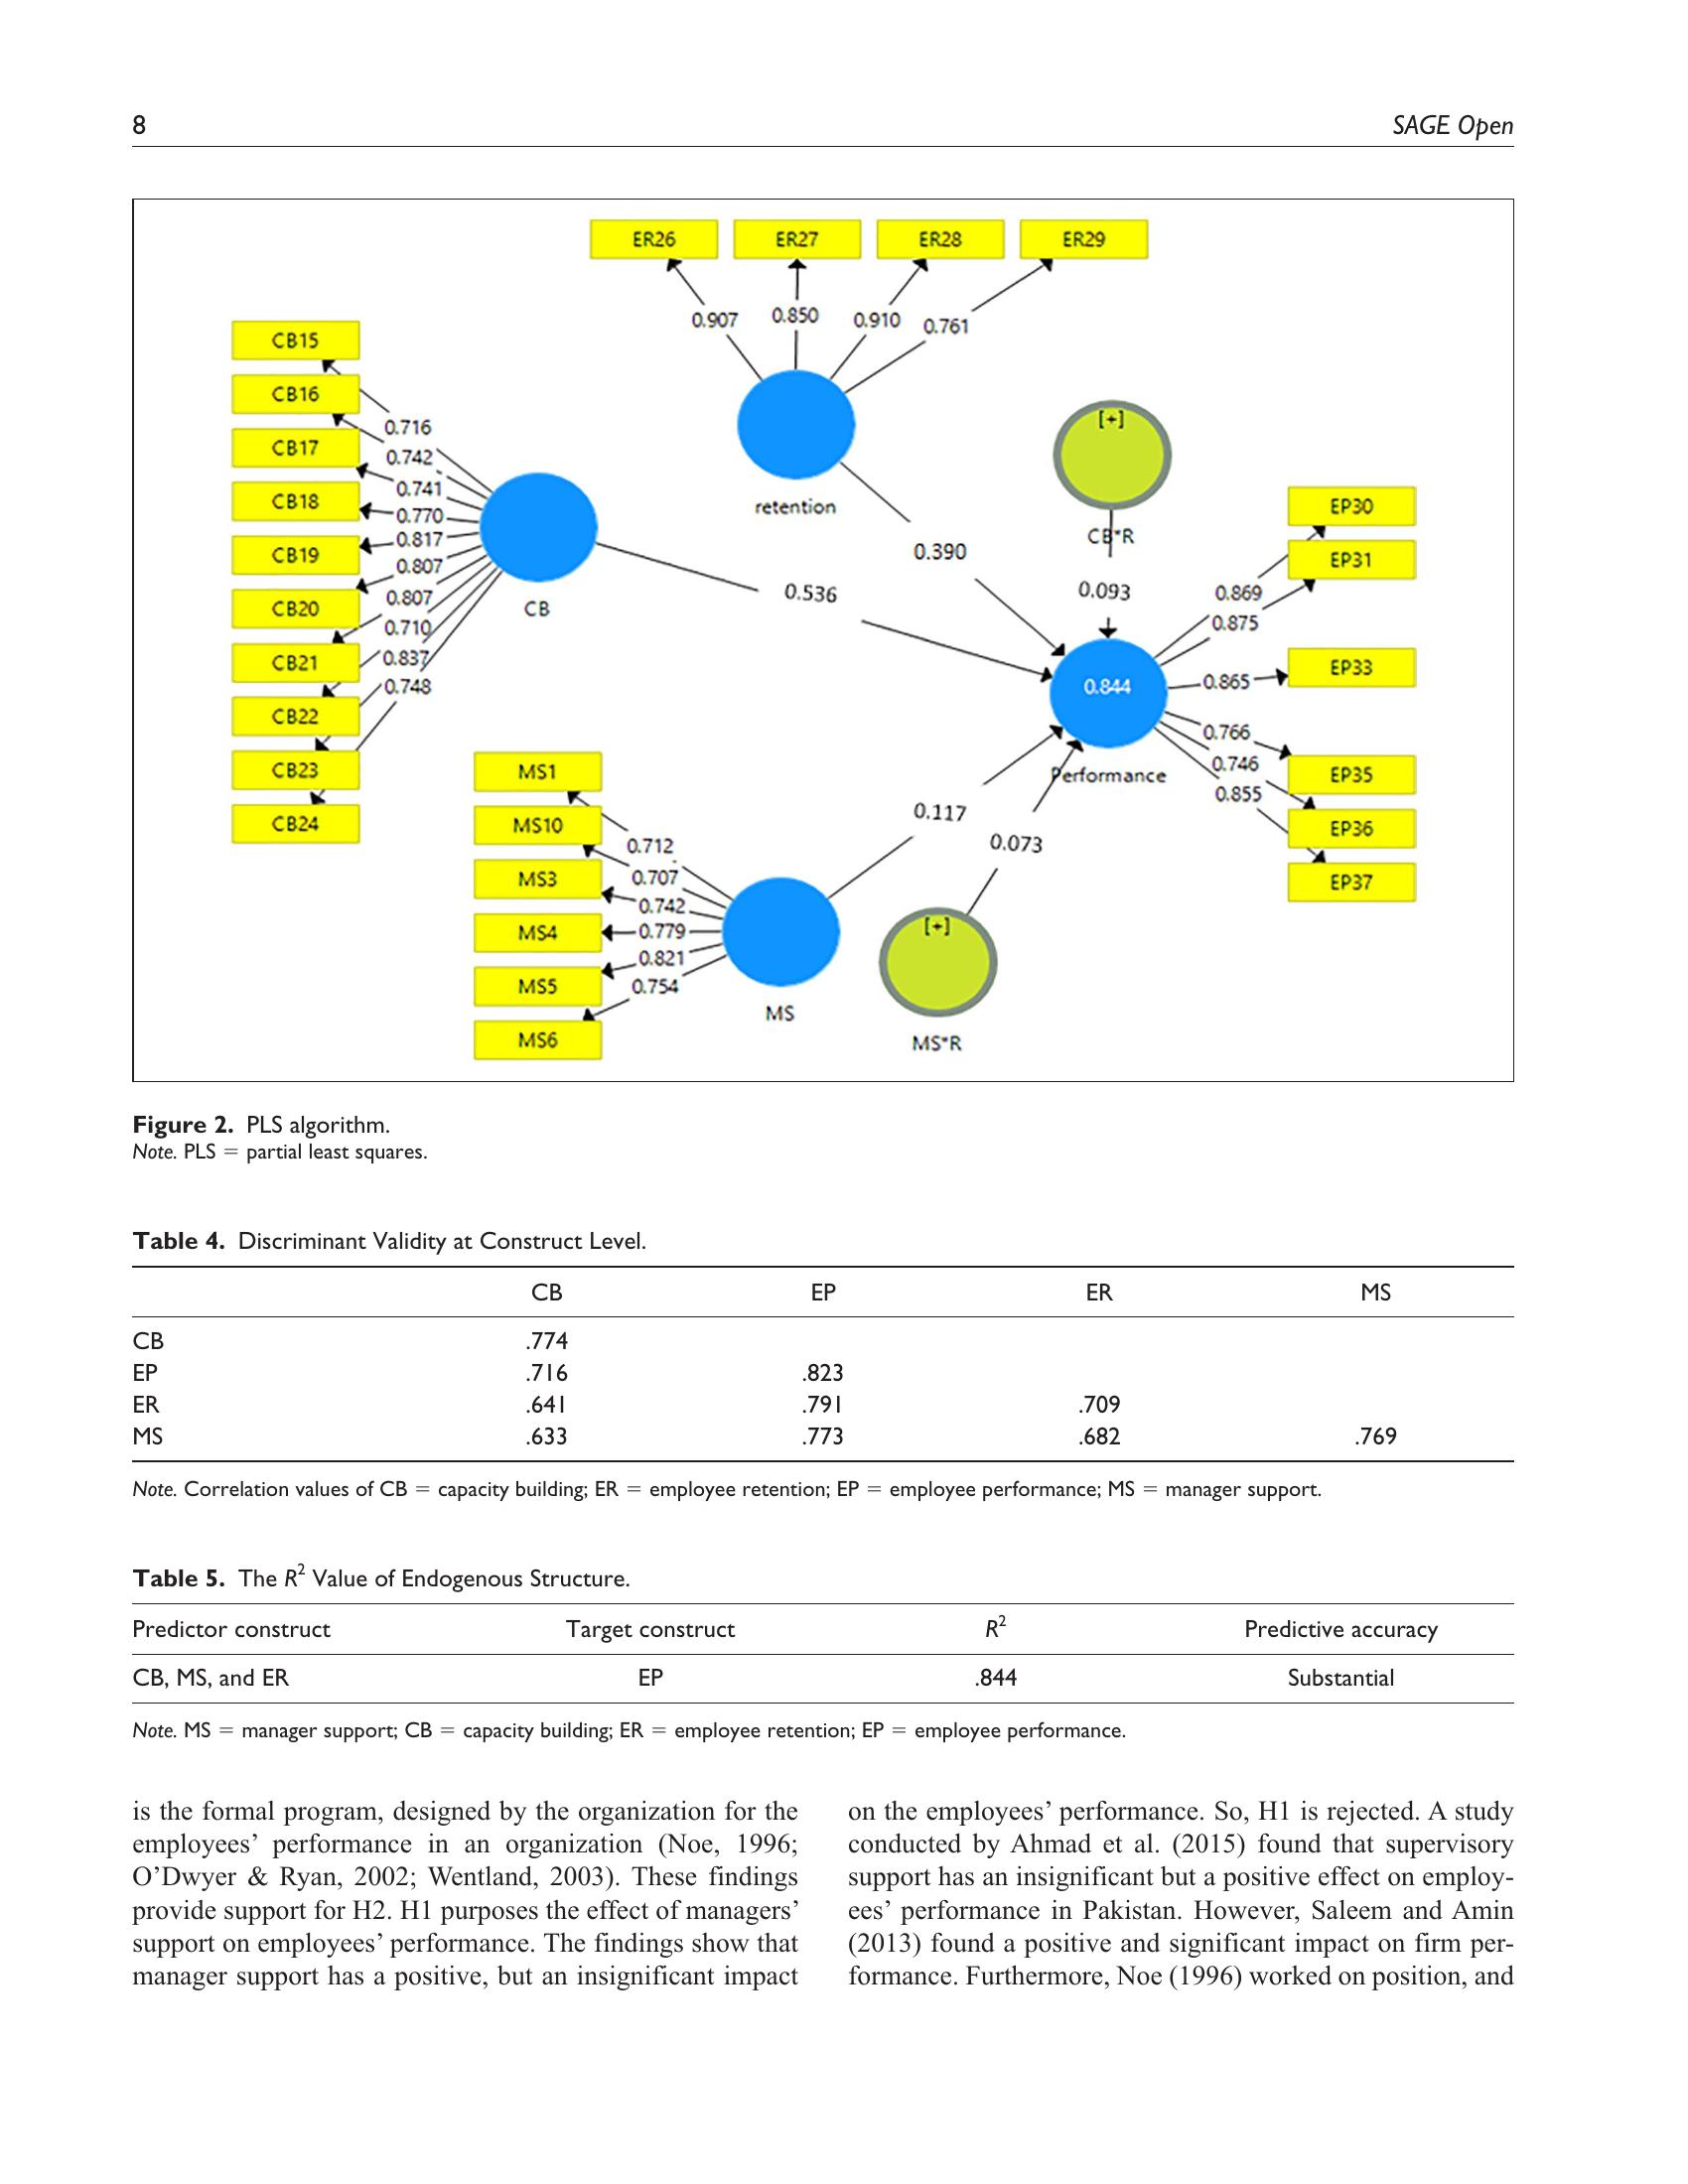 8
SAGE Open
ER26 ER27 ER28 ER29
0.907 0.850 0.910 0.761
retention
CB15
CB16
CB17
CB18
CB19
CB20
CB21
CB22
CB23
CB24
0.716
0.742
0.741
0.770
0.817
0.807
0.807
0.710
0.837
0.748
CB
[+]
CB*R
0.390
0.536
0.093
0.844
Performance
EP30
EP31
EP33
EP35
EP36
EP37
0.869
0.875
0.865
0.766
0.746
0.855
MS1
MS10
MS3
MS4
MS5
MS6
0.712
0.707
0.742
0.779
0.821
0.754
MS
0.117
0.073
[+]
MS*R
Figure 2. PLS algorithm.
Note. PLS = partial least squares.
Table 4. Discriminant Validity at Construct Level.
CB EP ER MS
CB .774
EP .716 .823
ER .641 .791 .709
MS .633 .773 .682 .769
Note. Correlation values of CB = capacity building; ER = employee retention; EP = employee performance; MS = manager support.
Table 5. The R² Value of Endogenous Structure.
Predictor construct Target construct R² Predictive accuracy
CB, MS, and ER EP .844 Substantial
Note. MS = manager support; CB = capacity building; ER = employee retention; EP = employee performance.
is the formal program, designed by the organization for the
employees’ performance in an organization (Noe, 1996;
O’Dwyer & Ryan, 2002; Wentland, 2003). These findings
provide support for H2. H1 purposes the effect of managers’
support on employees’ performance. The findings show that
manager support has a positive, but an insignificant impact
on the employees’ performance. So, H1 is rejected. A study
conducted by Ahmad et al. (2015) found that supervisory
support has an insignificant but a positive effect on employ-
ees’ performance in Pakistan. However, Saleem and Amin
(2013) found a positive and significant impact on firm per-
formance. Furthermore, Noe (1996) worked on position, and